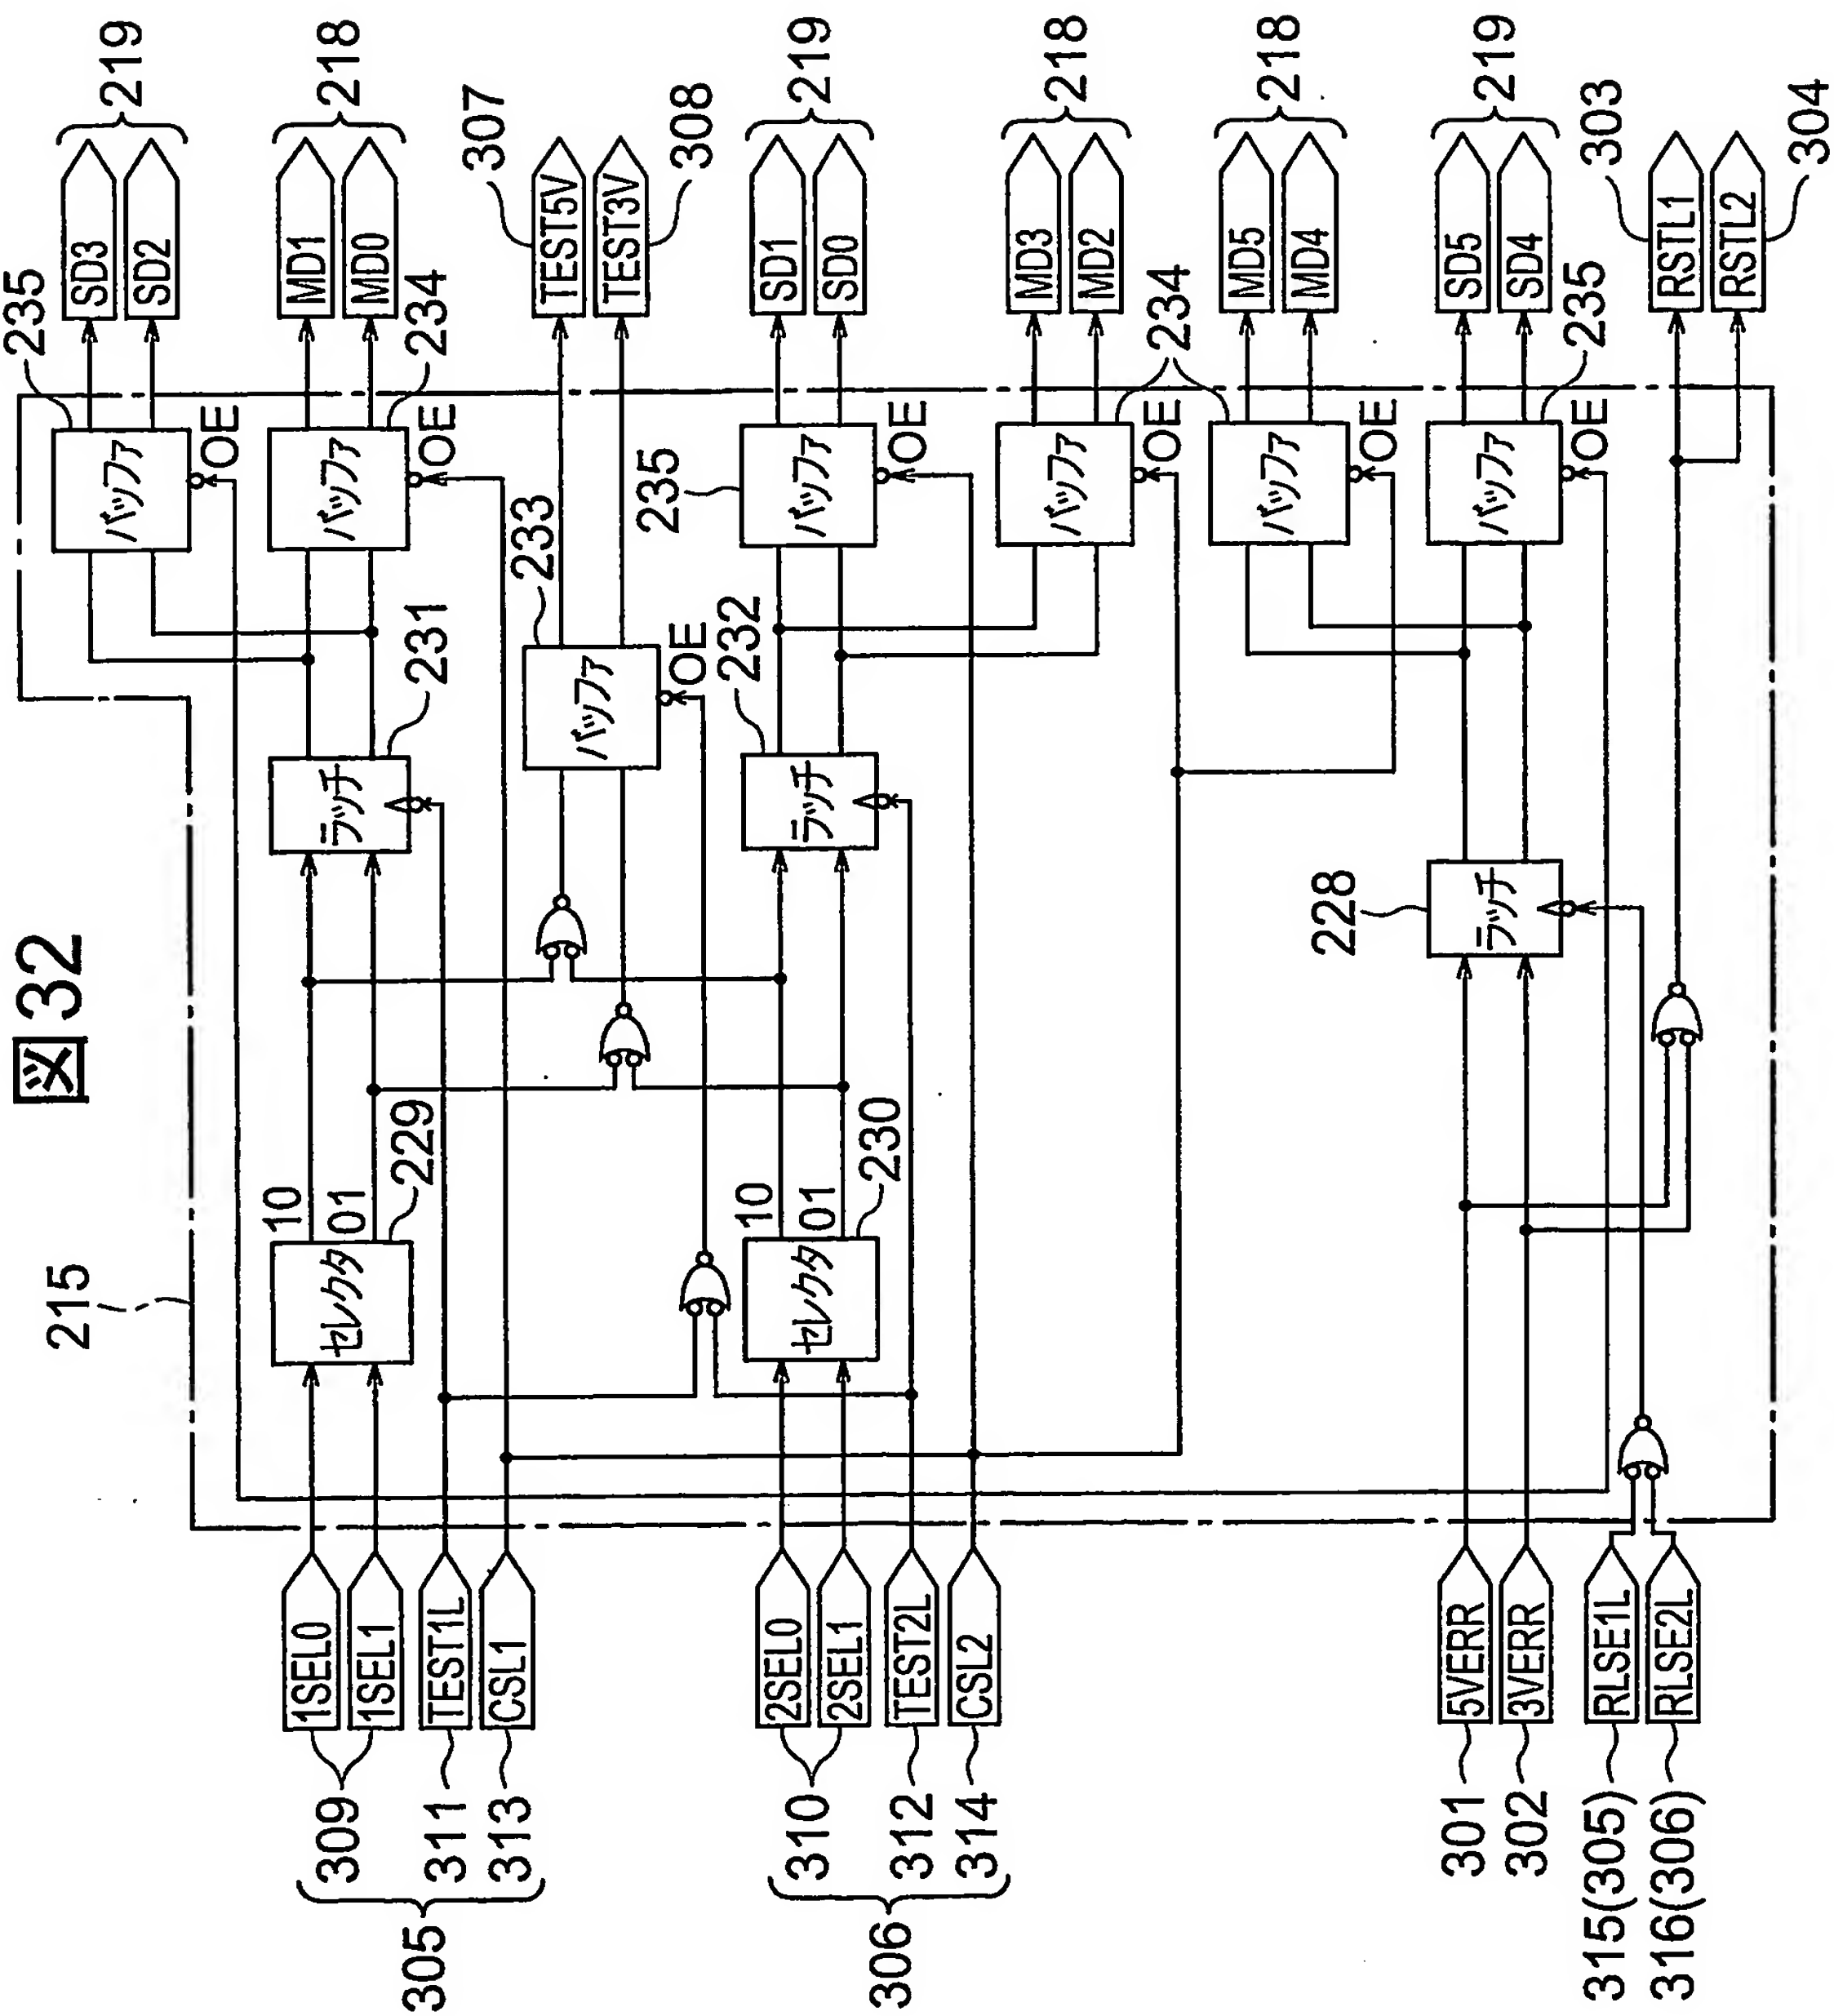 図32
215
305
309
1SEL0
1SEL1
311
TEST1L
313
CSL1
306
310
2SEL0
2SEL1
312
TEST2L
314
CSL2
301
5VERR
302
3VERR
315(305)
RLSE1L
316(306)
RLSE2L
セレクタ
10
01
229
セレクタ
10
01
230
ラッチ
231
ラッチ
232
ラッチ
228
バッファ
OE
235
バッファ
OE
234
バッファ
OE
233
バッファ
OE
235
バッファ
OE
234
バッファ
OE
バッファ
OE
235
SD3
SD2
219
MD1
MD0
218
307
TEST5V
TEST3V
308
SD1
SD0
219
MD3
MD2
218
MD5
MD4
218
SD5
SD4
219
303
RSTL1
RSTL2
304